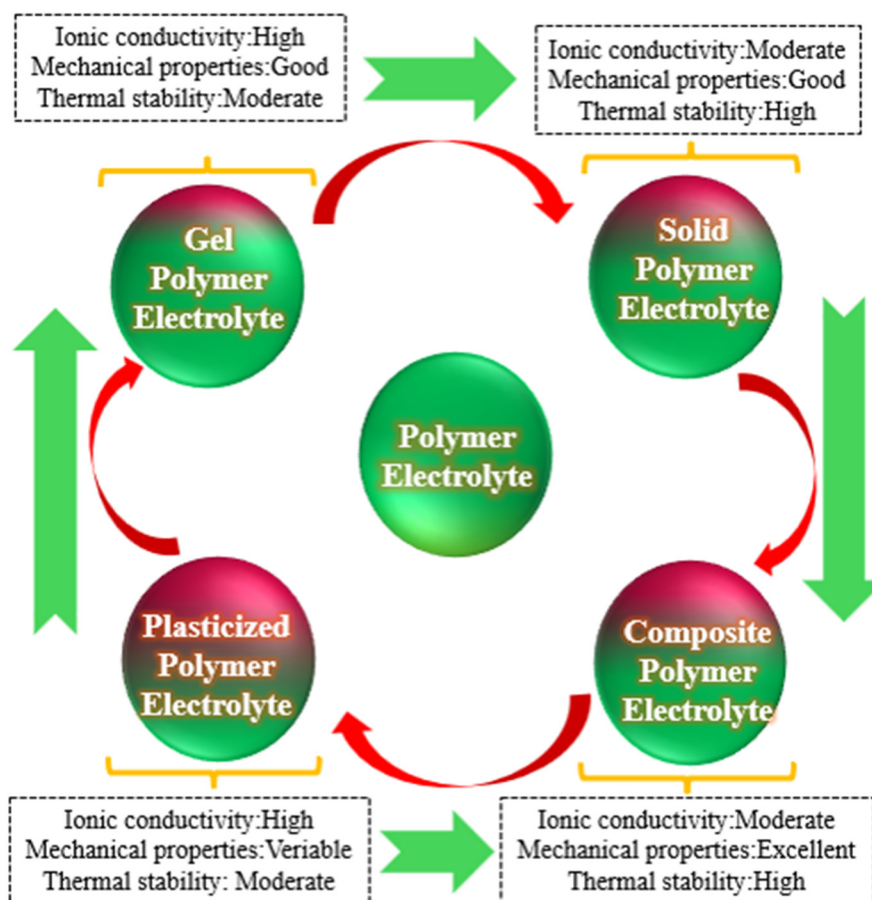 Ionic conductivity:High
Mechanical properties:Good
Thermal stability:Moderate
Ionic conductivity:Moderate
Mechanical properties:Good
Thermal stability:High
Gel
Polymer
Electrolyte
Solid
Polymer
Electrolyte
Polymer
Electrolyte
Plasticized
Polymer
Electrolyte
Composite
Polymer
Electrolyte
Ionic conductivity:High
Mechanical properties:Veriable
Thermal stability: Moderate
Ionic conductivity:Moderate
Mechanical properties:Excellent
Thermal stability:High